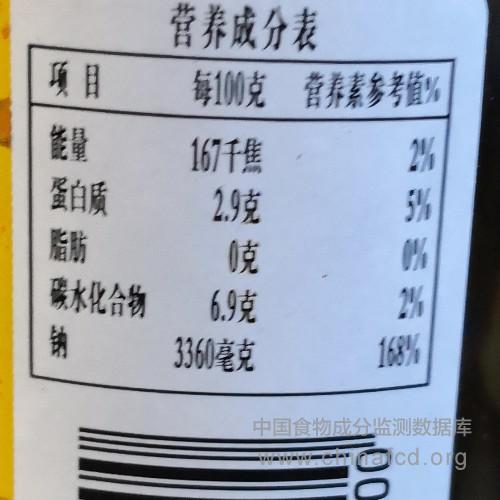 营养成分表
项 目 每100克 营养素参考值%
能量 167千焦 2%
蛋白质 2.9克 5%
脂肪 0克 0%
碳水化合物 6.9克 2%
钠 3360毫克 168%
中国食物成分监测数据库
www.chinafcd.org